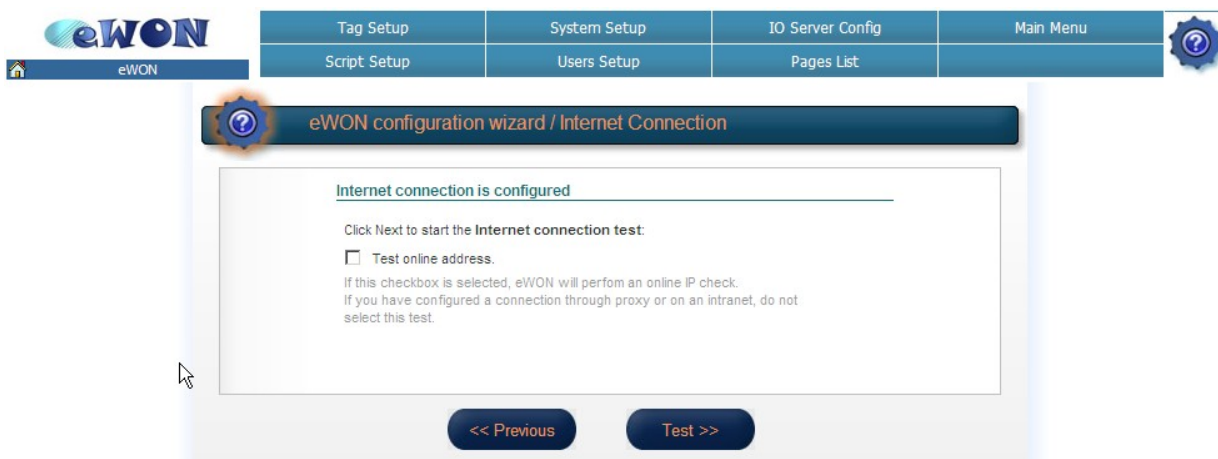 eWON
Tag Setup
System Setup
IO Server Config
Main Menu
eWON
Script Setup
Users Setup
Pages List
eWON configuration wizard / Internet Connection
Internet connection is configured
Click Next to start the Internet connection test:
Test online address.
If this checkbox is selected, eWON will perfom an online IP check.
If you have configured a connection through proxy or on an intranet, do not
select this test.
<< Previous
Test >>